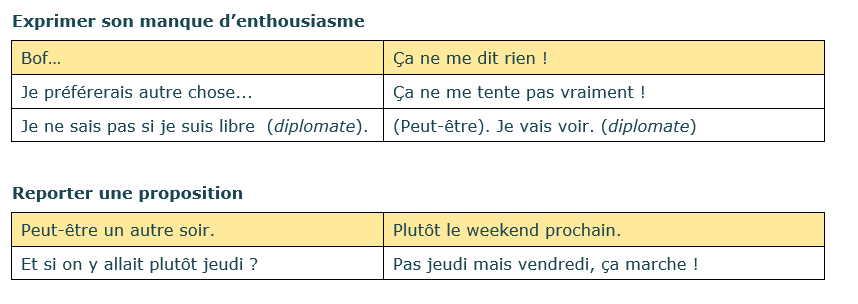 Exprimer son manque d’enthousiasme
Bof… Ça ne me dit rien !
Je préférerais autre chose… Ça ne me tente pas vraiment !
Je ne sais pas si je suis libre (diplomate). (Peut-être). Je vais voir. (diplomate)
Reporter une proposition
Peut-être un autre soir. Plutôt le weekend prochain.
Et si on y allait plutôt jeudi ? Pas jeudi mais vendredi, ça marche !